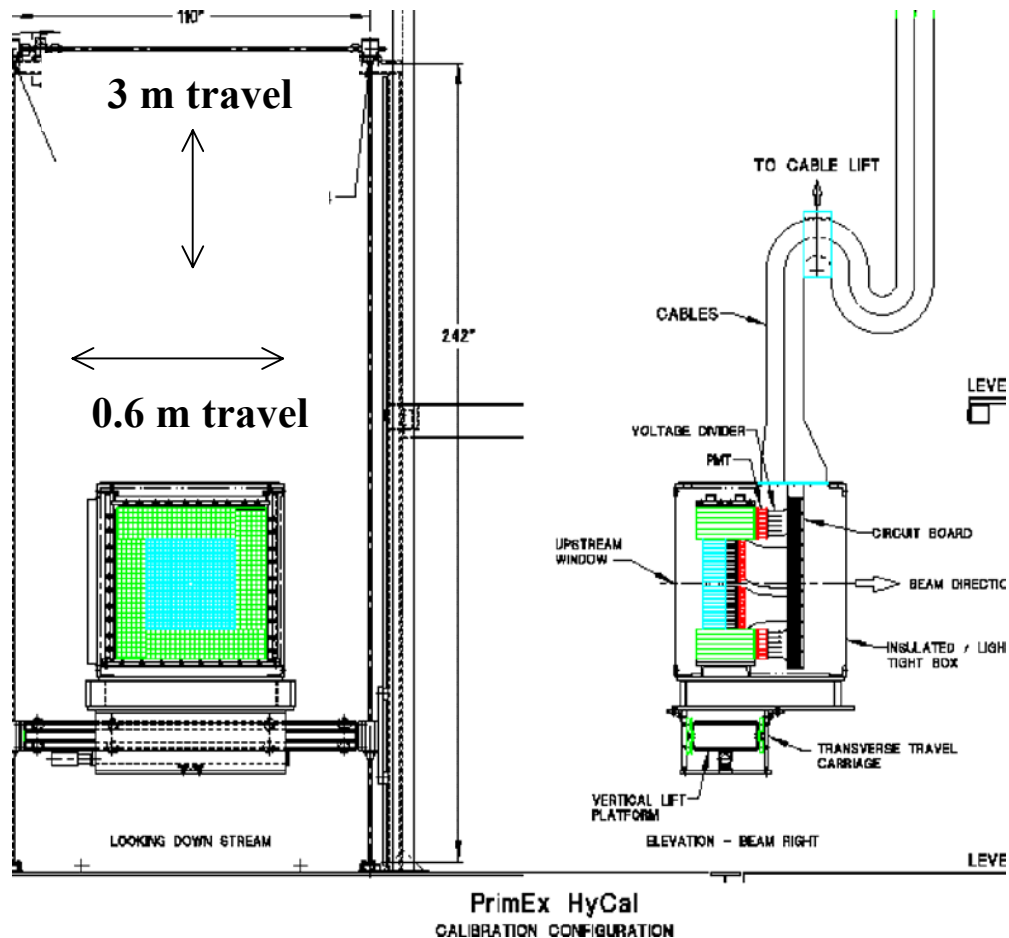 110"
3 m travel
0.6 m travel
242"
LOOKING DOWN STREAM
TO CABLE LIFT
CABLES
LEVE
VOLTAGE DIVIDER
PMT
CIRCUIT BOARD
UPSTREAM
WINDOW
BEAM DIRECTIO
INSULATED / LIGH
TIGHT BOX
TRANSVERSE TRAVEL
CARRIAGE
VERTICAL LIFT
PLATFORM
ELEVATION - BEAM RIGHT
LEVE
PrimEx HyCal
CALIBRATION CONFIGURATION